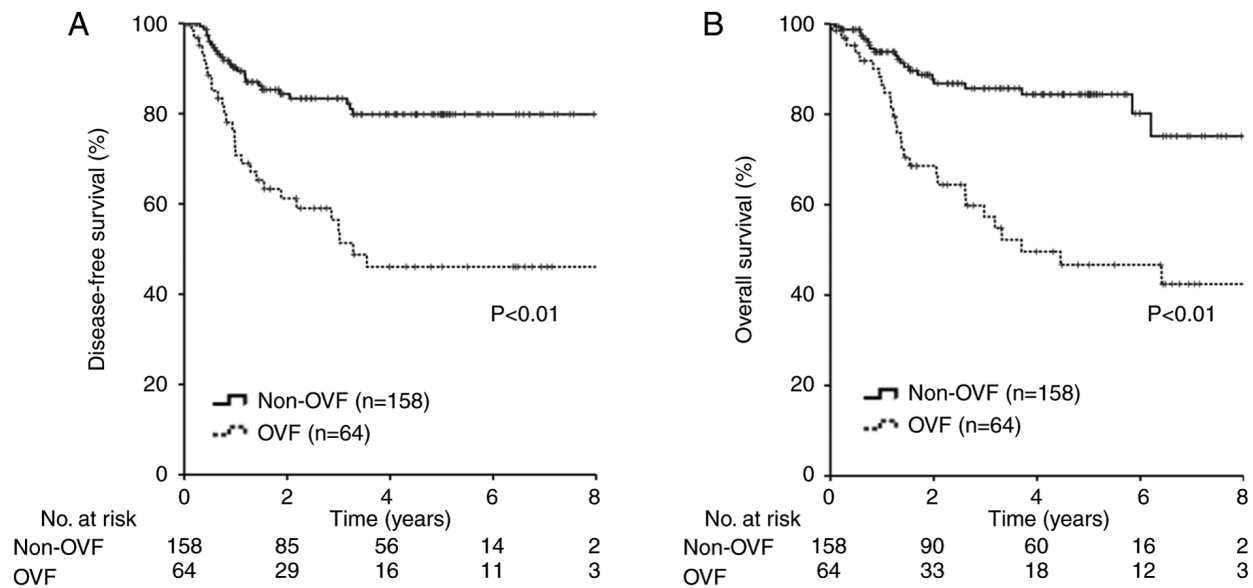 A
Disease-free survival (%)
100
80
60
40
20
0
P<0.01
Non-OVF (n=158)
OVF (n=64)
0 2 4 6 8
No. at risk Time (years)
Non-OVF 158 85 56 14 2
OVF 64 29 16 11 3
B
Overall survival (%)
100
80
60
40
20
0
P<0.01
Non-OVF (n=158)
OVF (n=64)
0 2 4 6 8
No. at risk Time (years)
Non-OVF 158 90 60 16 2
OVF 64 33 18 12 3